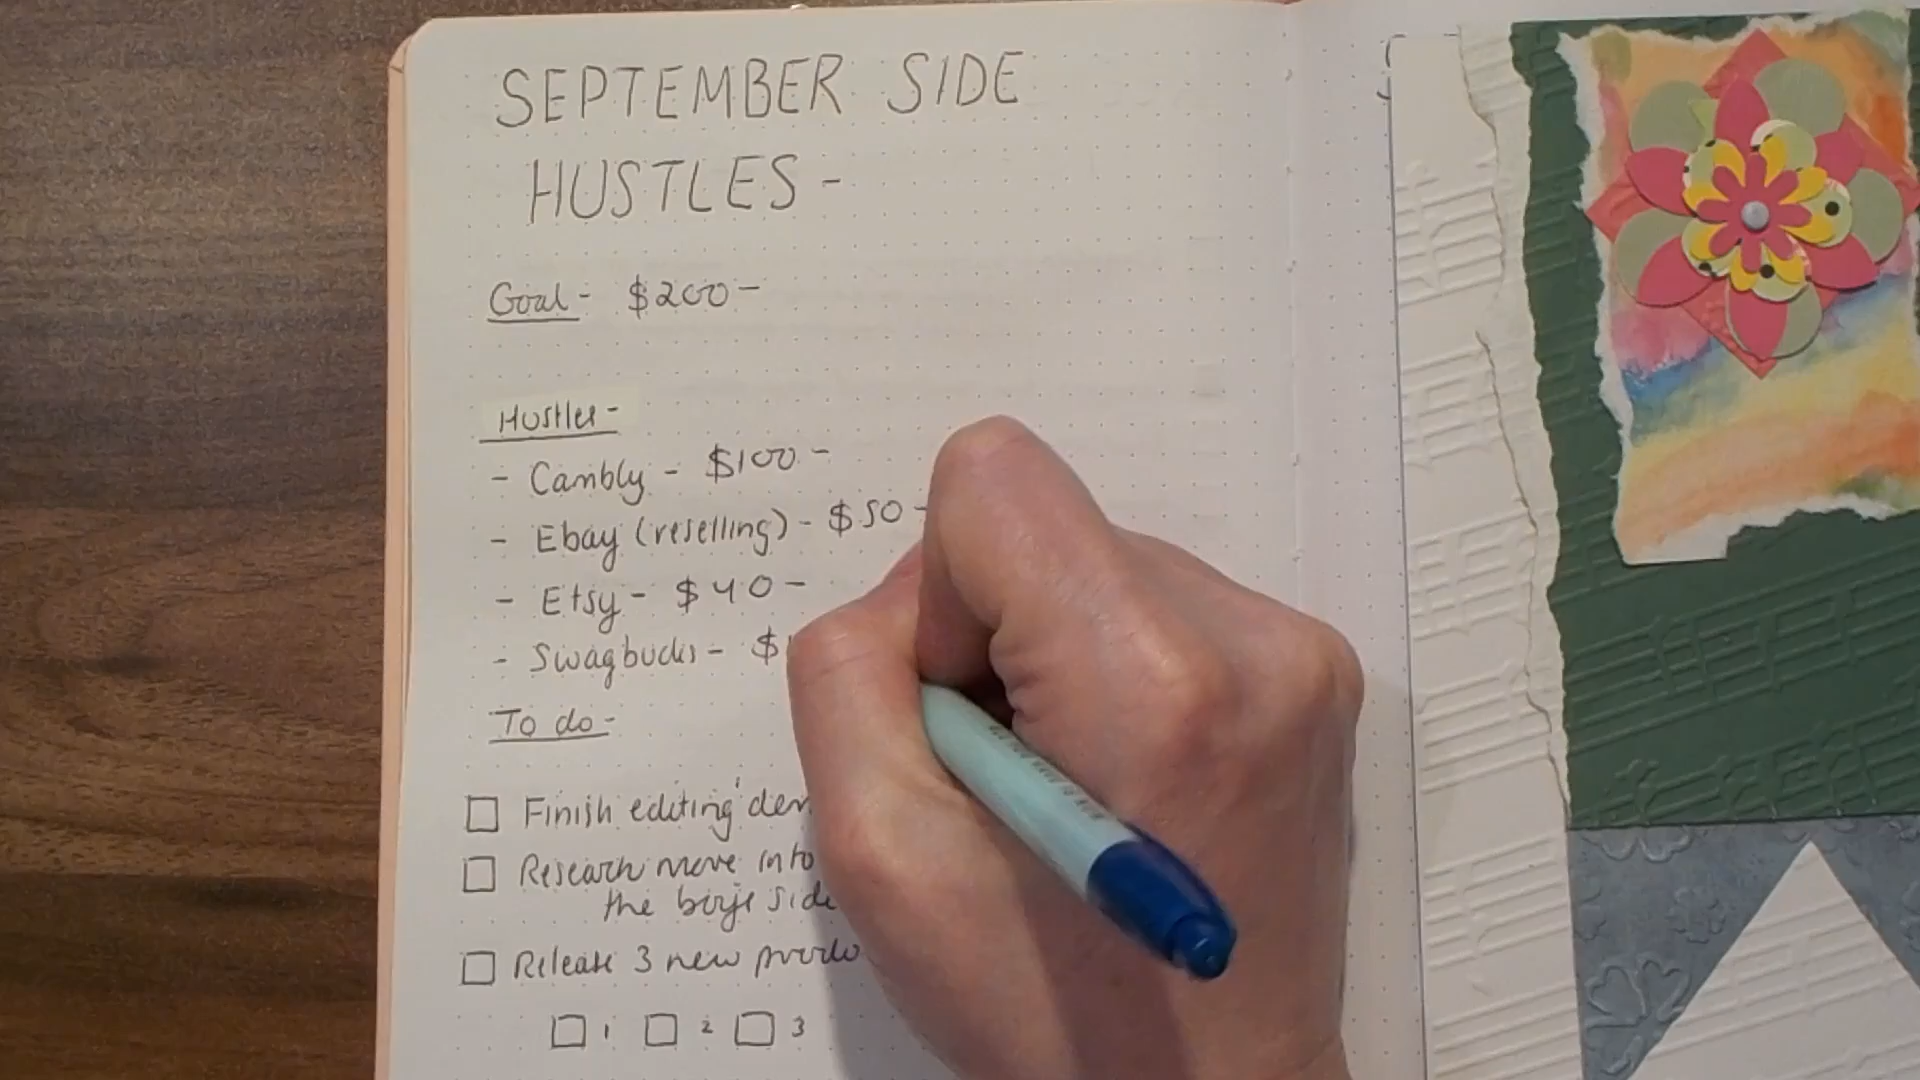 SEPTEMBER SIDE
HUSTLES -
Goal - $200 -
Hustles -
- Cambly - $100 -
- Ebay (reselling) - $50 -
- Etsy - $40 -
- Swagbucks - $
To do -
Finish editing
Research move into
the side
Release 3 new
1 2 3